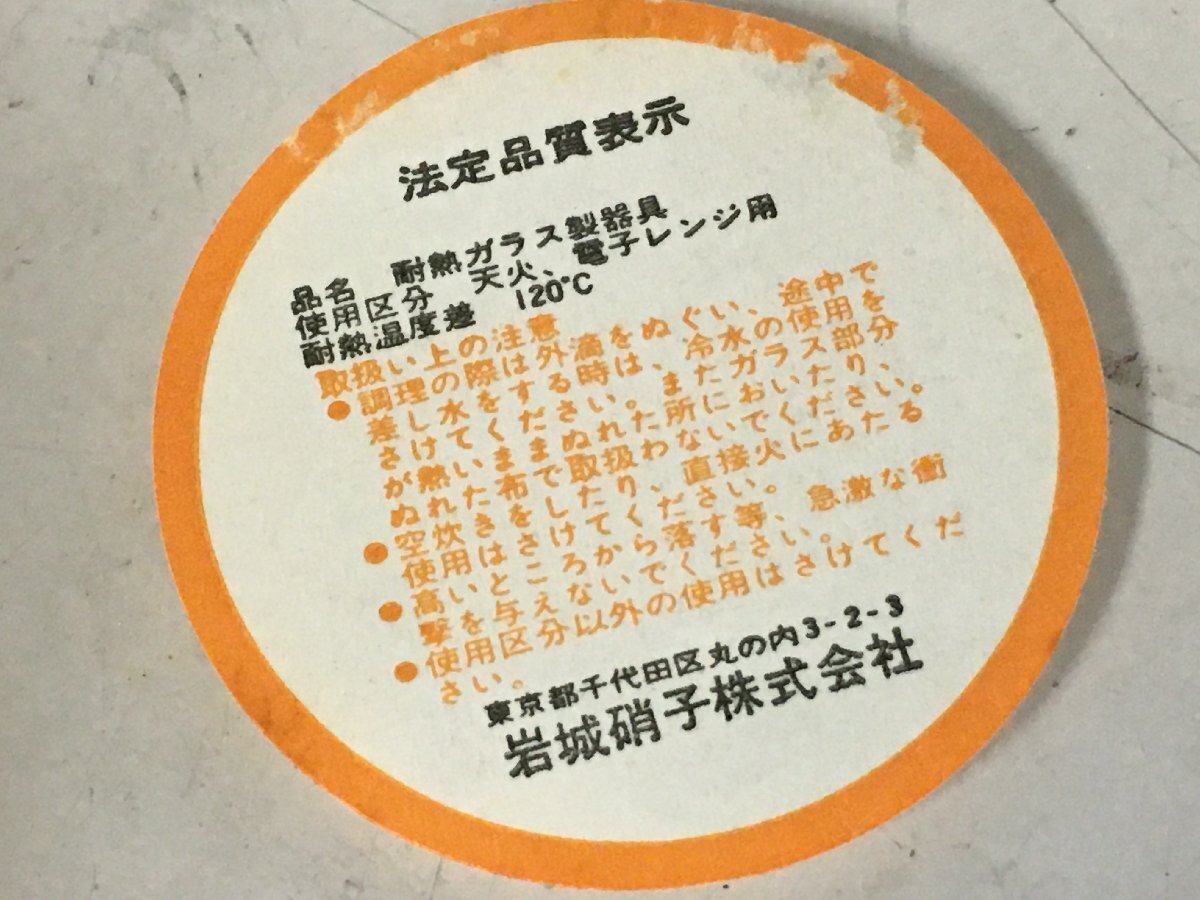 法定品質表示
品名 耐熱ガラス製器具
使用区分 天火、電子レンジ用
耐熱温度差 120℃
取扱い上の注意
●調理の際は外滴をぬぐい、途中で
差し水をする時は、冷水の使用を
さけてください。またガラス部分
が熱いままぬれた所においたり、
ぬれた布で取扱わないでください。
●空炊きをしたり、直接火にあたる
使用はさけてください。
●高いところから落す等、急激な衝
撃を与えないでください。
●使用区分以外の使用はさけてくだ
さい。
東京都千代田区丸の内3-2-3
岩城硝子株式会社